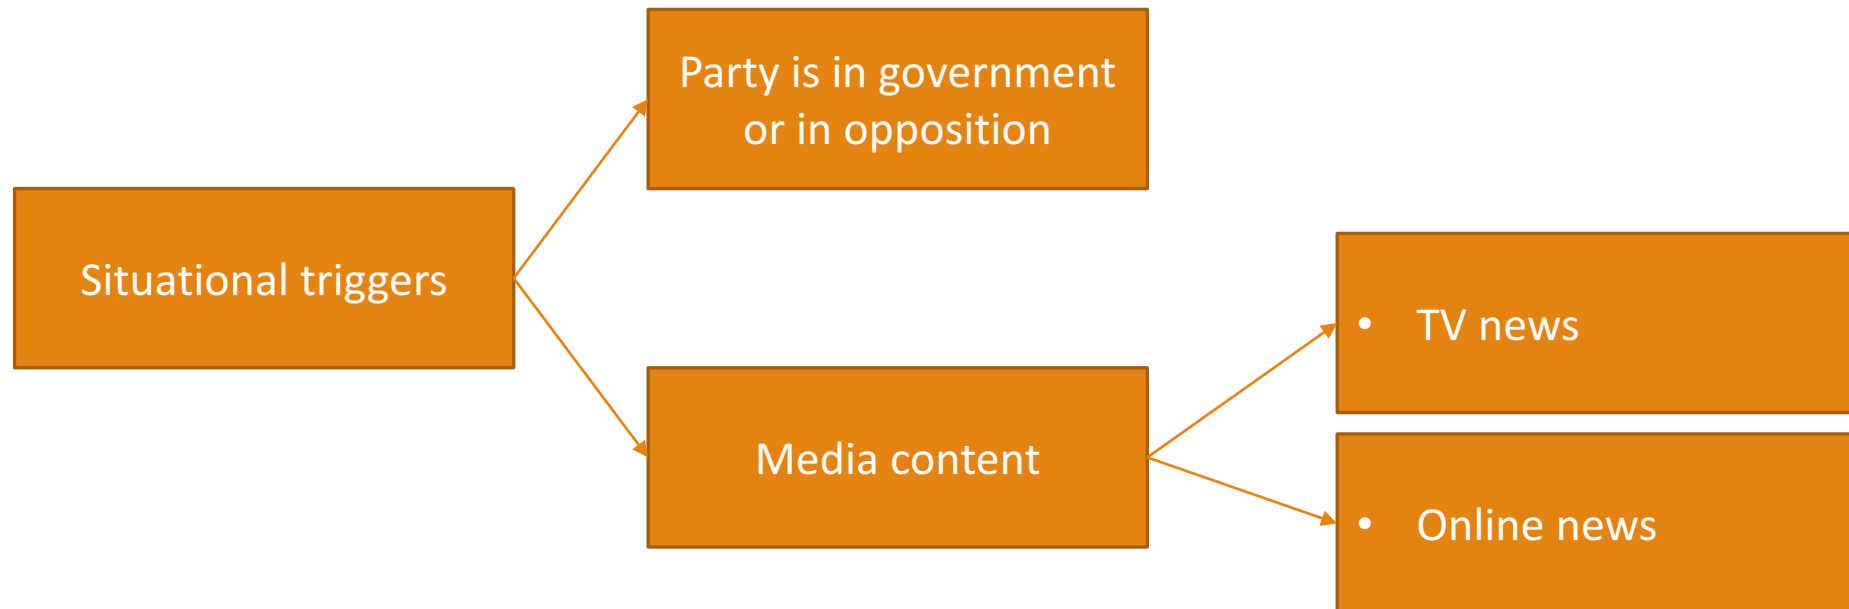 Party is in government
or in opposition
Situational triggers
• TV news
Media content
• Online news